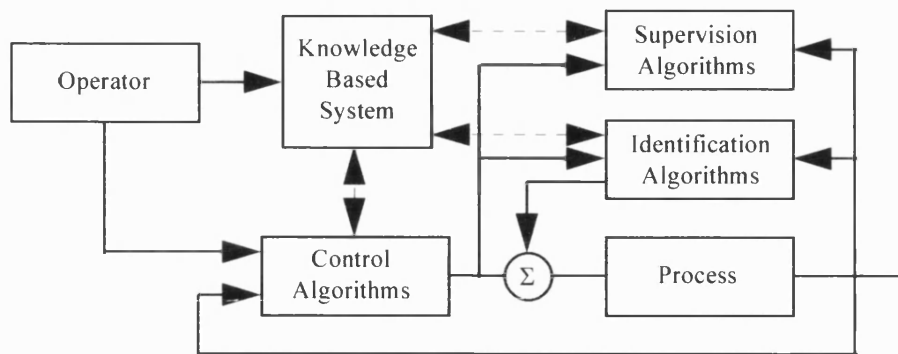 Operator
Knowledge
Based
System
Supervision
Algorithms
Identification
Algorithms
Control
Algorithms
Σ
Process